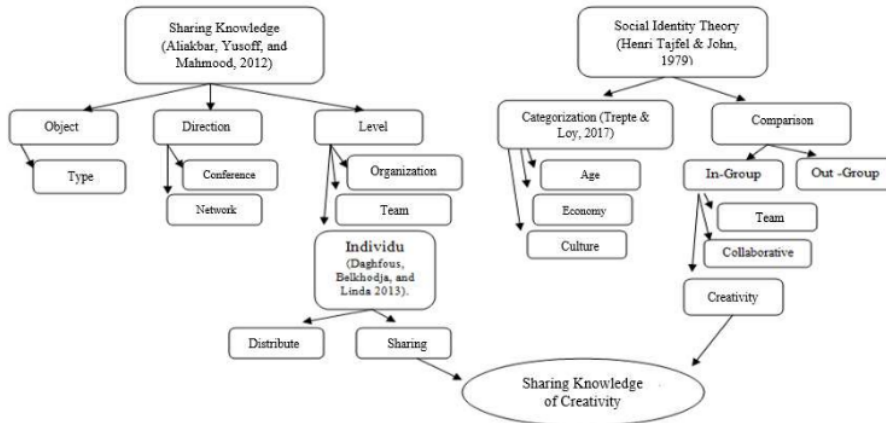 Sharing Knowledge
(Aliakbar, Yusoff, and
Mahmood, 2012)
Object
Direction
Level
Type
Conference
Network
Organization
Team
Individu
(Daghfous,
Belkhodja, and
Linda 2013).
Distribute
Sharing
Social Identity Theory
(Henri Tajfel & John,
1979)
Categorization (Trepte &
Loy, 2017)
Comparison
Age
Economy
Culture
In-Group
Out -Group
Team
Collaborative
Creativity
Sharing Knowledge
of Creativity